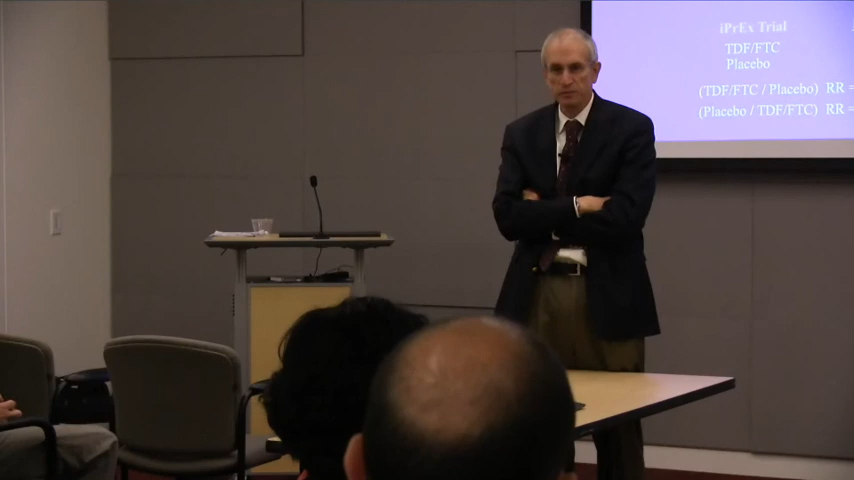 iPrEx Trial
TDF/FTC
Placebo
(TDF/FTC / Placebo) RR =
(Placebo / TDF/FTC) RR =